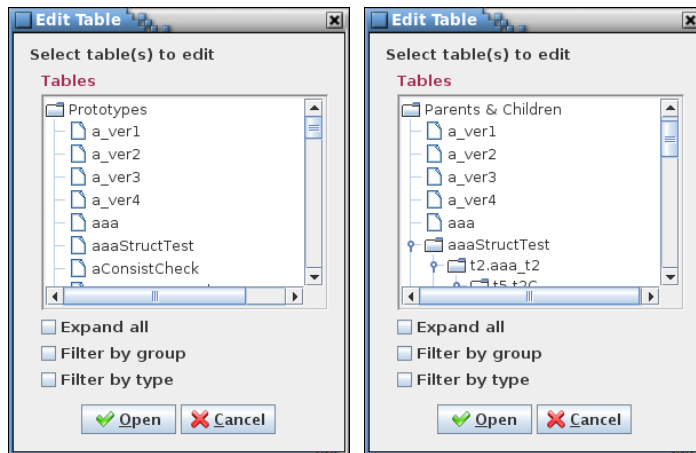 Edit Table
Select table(s) to edit
Tables
Prototypes
a_ver1
a_ver2
a_ver3
a_ver4
aaa
aaaStructTest
aConsistCheck
Expand all
Filter by group
Filter by type
Open Cancel
Edit Table
Select table(s) to edit
Tables
Parents & Children
a_ver1
a_ver2
a_ver3
a_ver4
aaa
aaaStructTest
t2.aaa_t2
t5.t2C
Expand all
Filter by group
Filter by type
Open Cancel